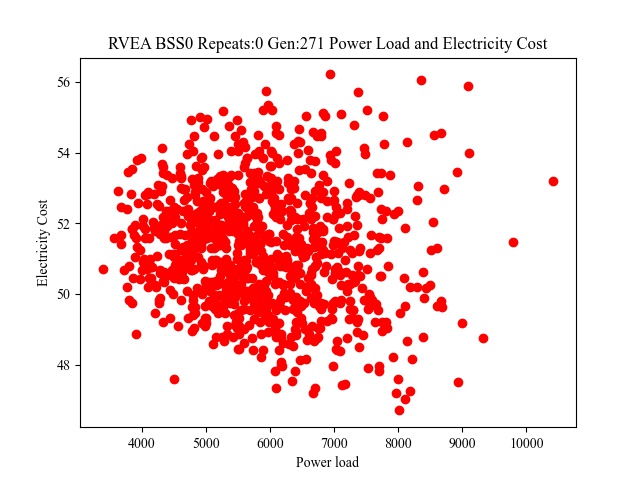 RVEA BSS0 Repeats:0 Gen:271 Power Load and Electricity Cost
56
54
52
50
48
Electricity Cost
4000 5000 6000 7000 8000 9000 10000
Power load